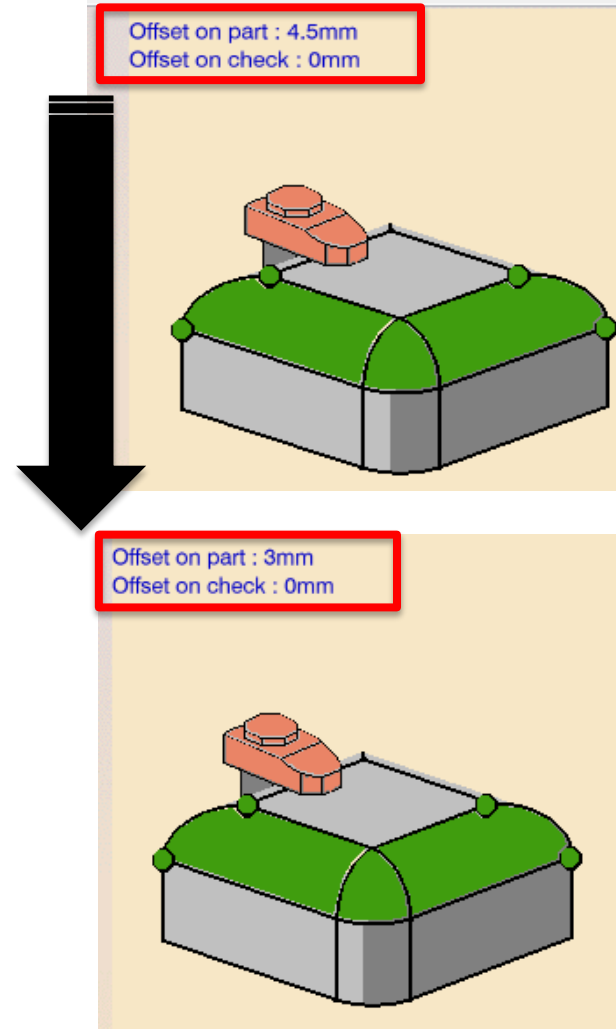 Offset on part : 4.5mm
Offset on check : 0mm
Offset on part : 3mm
Offset on check : 0mm